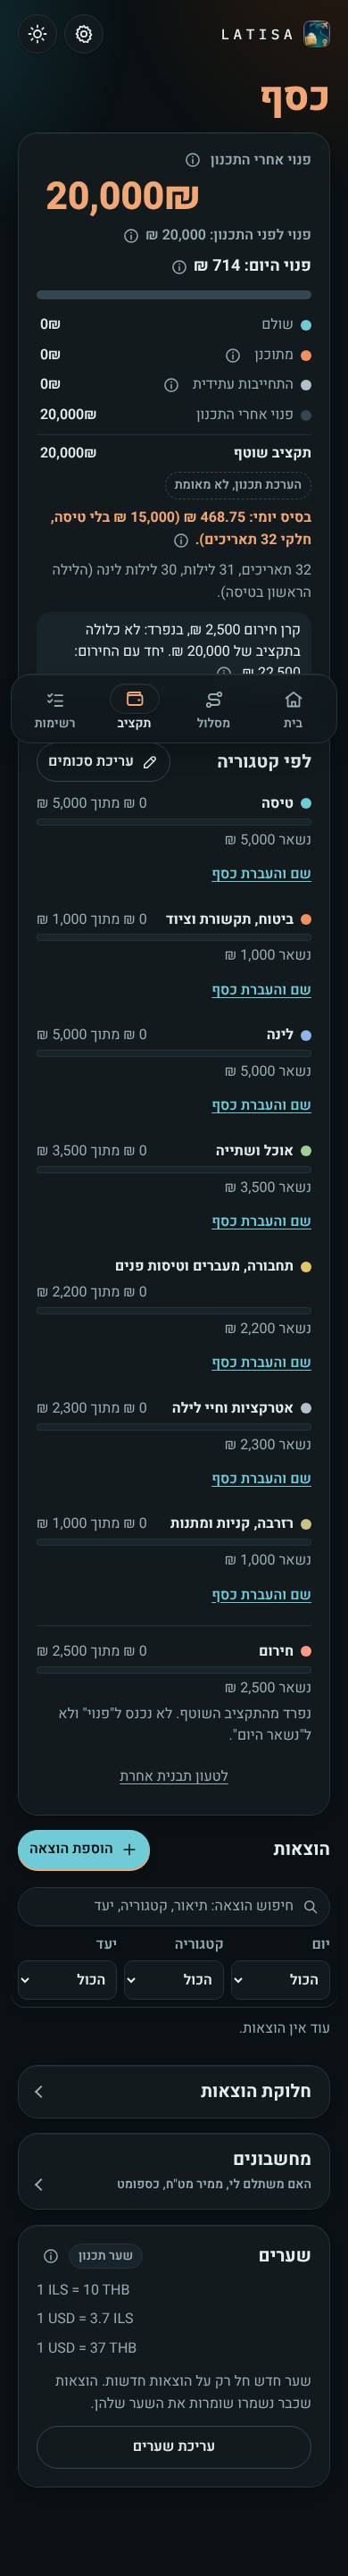 LATISA
כסף
פנוי אחרי התכנון
20,000₪
פנוי לפני התכנון: 20,000 ₪
פנוי היום: 714 ₪
שולם 0₪
מתוכנן 0₪
התחייבות עתידית 0₪
פנוי אחרי התכנון 20,000₪
תקציב שוטף 20,000₪
הערכת תכנון, לא מאומת
בסיס יומי: 468.75 ₪ (15,000 ₪ בלי טיסה,
חלקי 32 תאריכים).
32 תאריכים, 31 לילות, 30 לילות לינה (הלילה
הראשון בטיסה).
קרן חירום 2,500 ₪, בנפרד: לא כלולה
בתקציב של 20,000 ₪. יחד עם החירום:
22,500 ₪
בית
מסלול
תקציב
רשימות
לפי קטגוריה
עריכת סכומים
טיסה 0 ₪ מתוך 5,000 ₪
נשאר 5,000 ₪
שם והעברת כסף
ביטוח, תקשורת וציוד 0 ₪ מתוך 1,000 ₪
נשאר 1,000 ₪
שם והעברת כסף
לינה 0 ₪ מתוך 5,000 ₪
נשאר 5,000 ₪
שם והעברת כסף
אוכל ושתייה 0 ₪ מתוך 3,500 ₪
נשאר 3,500 ₪
שם והעברת כסף
תחבורה, מעברים וטיסות פנים
0 ₪ מתוך 2,200 ₪
נשאר 2,200 ₪
שם והעברת כסף
אטרקציות וחיי לילה 0 ₪ מתוך 2,300 ₪
נשאר 2,300 ₪
שם והעברת כסף
רזרבה, קניות ומתנות 0 ₪ מתוך 1,000 ₪
נשאר 1,000 ₪
שם והעברת כסף
חירום 0 ₪ מתוך 2,500 ₪
נשאר 2,500 ₪
נפרד מהתקציב השוטף. לא נכנס ל"פנוי" ולא
ל"נשאר היום".
לטעון תבנית אחרת
הוצאות
הוספת הוצאה
חיפוש הוצאה: תיאור, קטגוריה, יעד
יום קטגוריה יעד
הכול הכול הכול
עוד אין הוצאות.
חלוקת הוצאות
מחשבונים
האם משתלם לי, ממיר מט"ח, כספומט
שערים
שער תכנון
1 ILS = 10 THB
1 USD = 3.7 ILS
1 USD = 37 THB
שער חדש חל רק על הוצאות חדשות. הוצאות
שכבר נשמרו שומרות את השער שלהן.
עריכת שערים